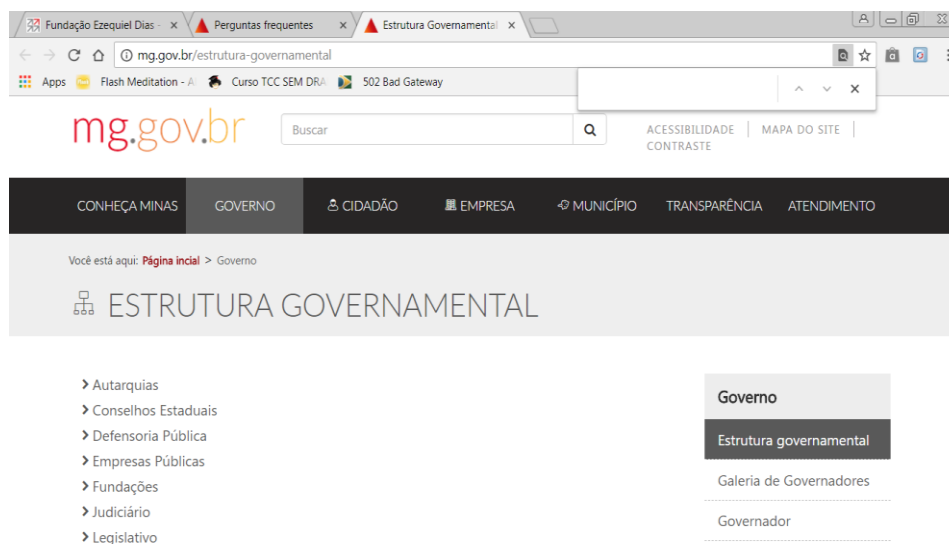 Fundação Ezequiel Dias -
Perguntas frequentes
Estrutura Governamental
mg.gov.br/estrutura-governamental
Apps
Flash Meditation - A
Curso TCC SEM DRA
502 Bad Gateway
mg.gov.br
Buscar
ACESSIBILIDADE | MAPA DO SITE |
CONTRASTE
CONHEÇA MINAS GOVERNO CIDADÃO EMPRESA MUNICÍPIO TRANSPARÊNCIA ATENDIMENTO
Você está aqui: Página incial > Governo
ESTRUTURA GOVERNAMENTAL
Autarquias
Conselhos Estaduais
Defensoria Pública
Empresas Públicas
Fundações
Judiciário
Legislativo
Governo
Estrutura governamental
Galeria de Governadores
Governador